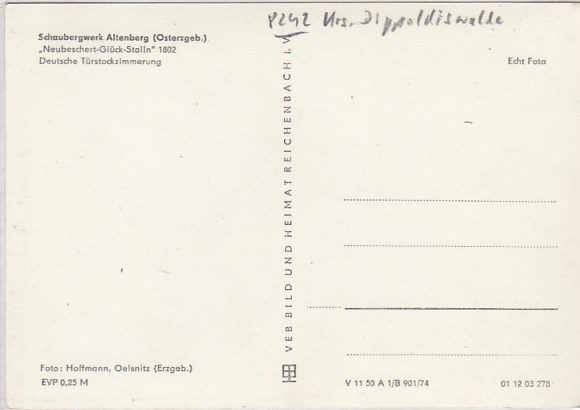 8242 Krs. Dippoldiswalde
Schaubergwerk Altenberg (Osterzgeb.)
„Neubeschert-Glück-Stolln" 1802
Deutsche Türstockzimmerung
Echt Foto
VEB BILD UND HEIMAT REICHENBACH I. V.
Foto: Hoffmann, Oelsnitz (Erzgeb.)
EVP 0,25 M
V 11 50 A 1/B 901/74
01 12 03 276